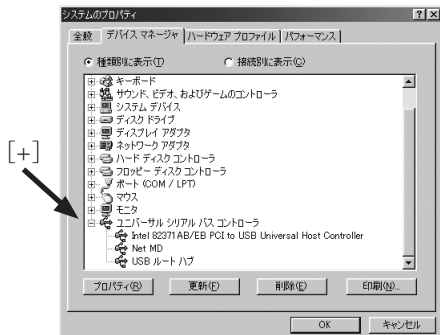 システムのプロパティ
全般 デバイス マネージャ ハードウェア プロファイル パフォーマンス
種類別に表示(T) 接続別に表示(C)
キーボード
サウンド、ビデオ、およびゲームのコントローラ
システム デバイス
ディスク ドライブ
ディスプレイ アダプタ
ネットワーク アダプタ
ハード ディスク コントローラ
フロッピー ディスク コントローラ
ポート (COM / LPT)
マウス
モニタ
[+]
ユニバーサル シリアル バス コントローラ
Intel 82371AB/EB PCI to USB Universal Host Controller
Net MD
USB ルート ハブ
プロパティ(R) 更新(F) 削除(E) 印刷(N)...
OK キャンセル